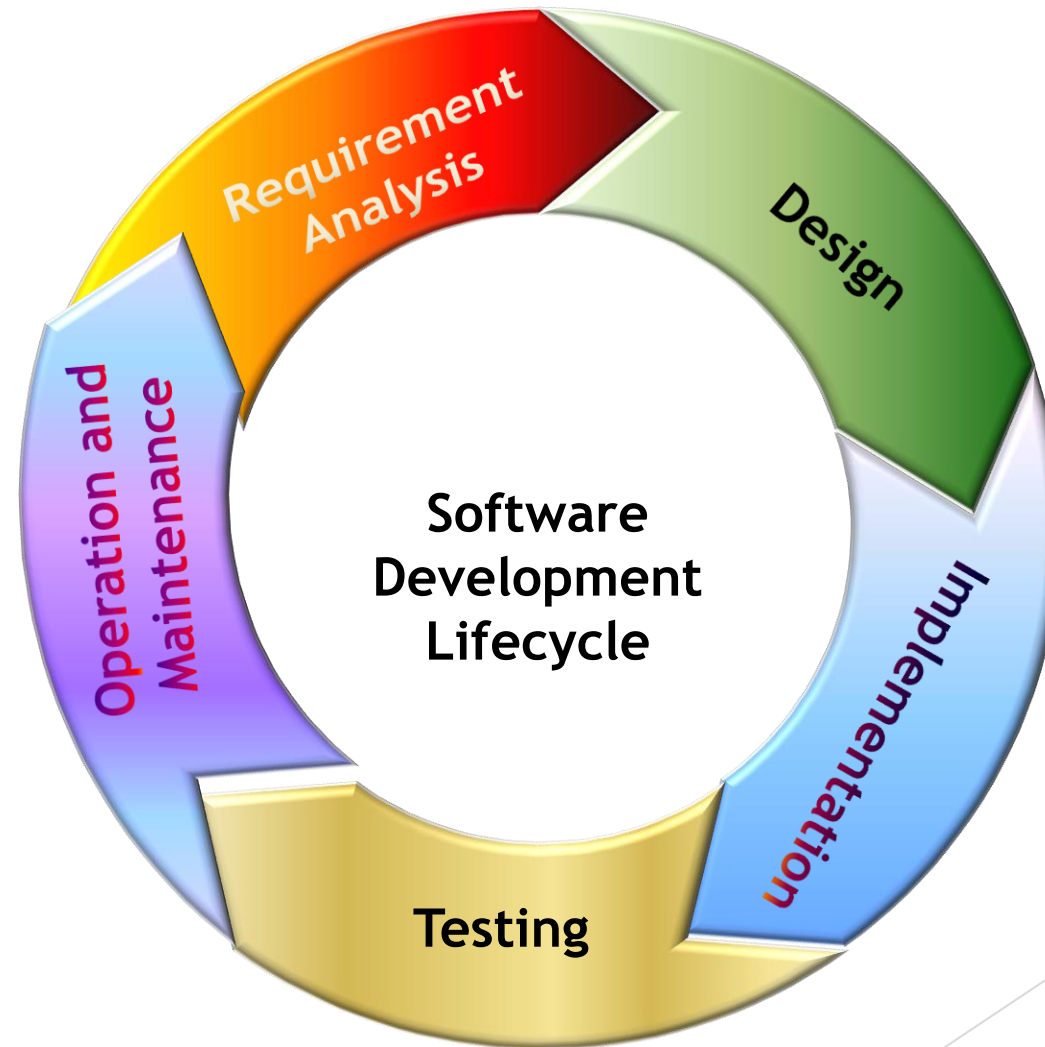 Requirement
Analysis
Design
Implementation
Testing
Operation and
Maintenance
Software
Development
Lifecycle